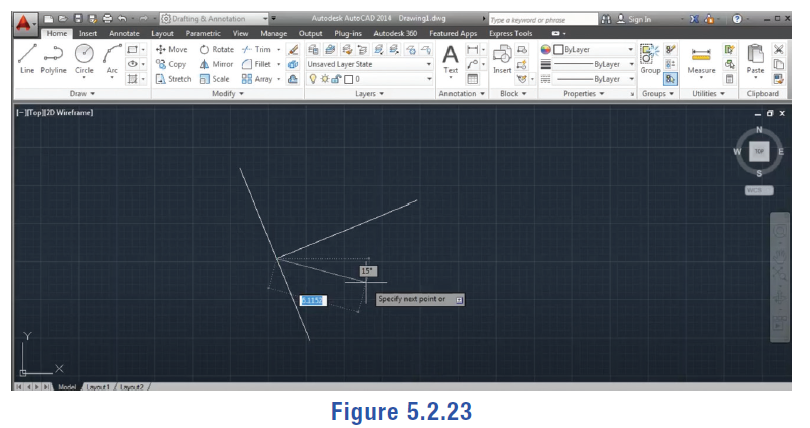 Drafting & Annotation Autodesk AutoCAD 2014 Drawing1.dwg Type a keyword or phrase Sign In
Home Insert Annotate Layout Parametric View Manage Output Plug-ins Autodesk 360 Featured Apps Express Tools
Move Rotate Trim ByLayer
Copy Mirror Fillet Unsaved Layer State ByLayer
Line Polyline Circle Arc Text Insert Group Measure Paste
Stretch Scale Array 0 ByLayer
Draw Modify Layers Annotation Block Properties Groups Utilities Clipboard
[-][Top][2D Wireframe]
N
W TOP E
S
WCS
15°
Specify next point or
Y
X
Model Layout1 Layout2
Figure 5.2.23